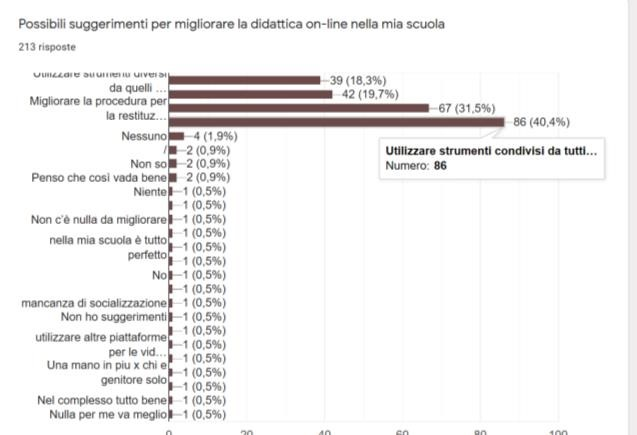 Possibili suggerimenti per migliorare la didattica on-line nella mia scuola
213 risposte
Utilizzare strumenti diversi
da quelli …
39 (18,3%)
42 (19,7%)
Migliorare la procedura per
la restituz…
67 (31,5%)
86 (40,4%)
Utilizzare strumenti condivisi da tutti…
Numero: 86
Nessuno
4 (1,9%)
/
2 (0,9%)
Non so
2 (0,9%)
Penso che così vada bene
2 (0,9%)
Niente
1 (0,5%)
1 (0,5%)
Non c'è nulla da migliorare
1 (0,5%)
1 (0,5%)
nella mia scuola è tutto
perfetto
1 (0,5%)
1 (0,5%)
No
1 (0,5%)
1 (0,5%)
mancanza di socializzazione
1 (0,5%)
Non ho suggerimenti
1 (0,5%)
1 (0,5%)
utilizzare altre piattaforme
per le vid…
1 (0,5%)
1 (0,5%)
Una mano in piu x chi e
genitore solo
1 (0,5%)
1 (0,5%)
Nel complesso tutto bene
1 (0,5%)
Nulla per me va meglio
1 (0,5%)
0 20 40 60 80 100